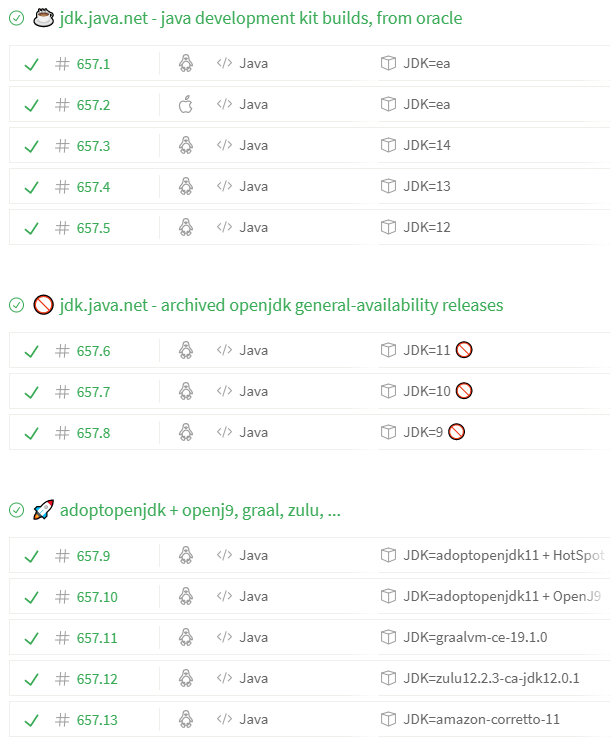 jdk.java.net - java development kit builds, from oracle
# 657.1 </> Java JDK=ea
# 657.2 </> Java JDK=ea
# 657.3 </> Java JDK=14
# 657.4 </> Java JDK=13
# 657.5 </> Java JDK=12
jdk.java.net - archived openjdk general-availability releases
# 657.6 </> Java JDK=11
# 657.7 </> Java JDK=10
# 657.8 </> Java JDK=9
adoptopenjdk + openj9, graal, zulu, ...
# 657.9 </> Java JDK=adoptopenjdk11 + HotSpot
# 657.10 </> Java JDK=adoptopenjdk11 + OpenJ9
# 657.11 </> Java JDK=graalvm-ce-19.1.0
# 657.12 </> Java JDK=zulu12.2.3-ca-jdk12.0.1
# 657.13 </> Java JDK=amazon-corretto-11